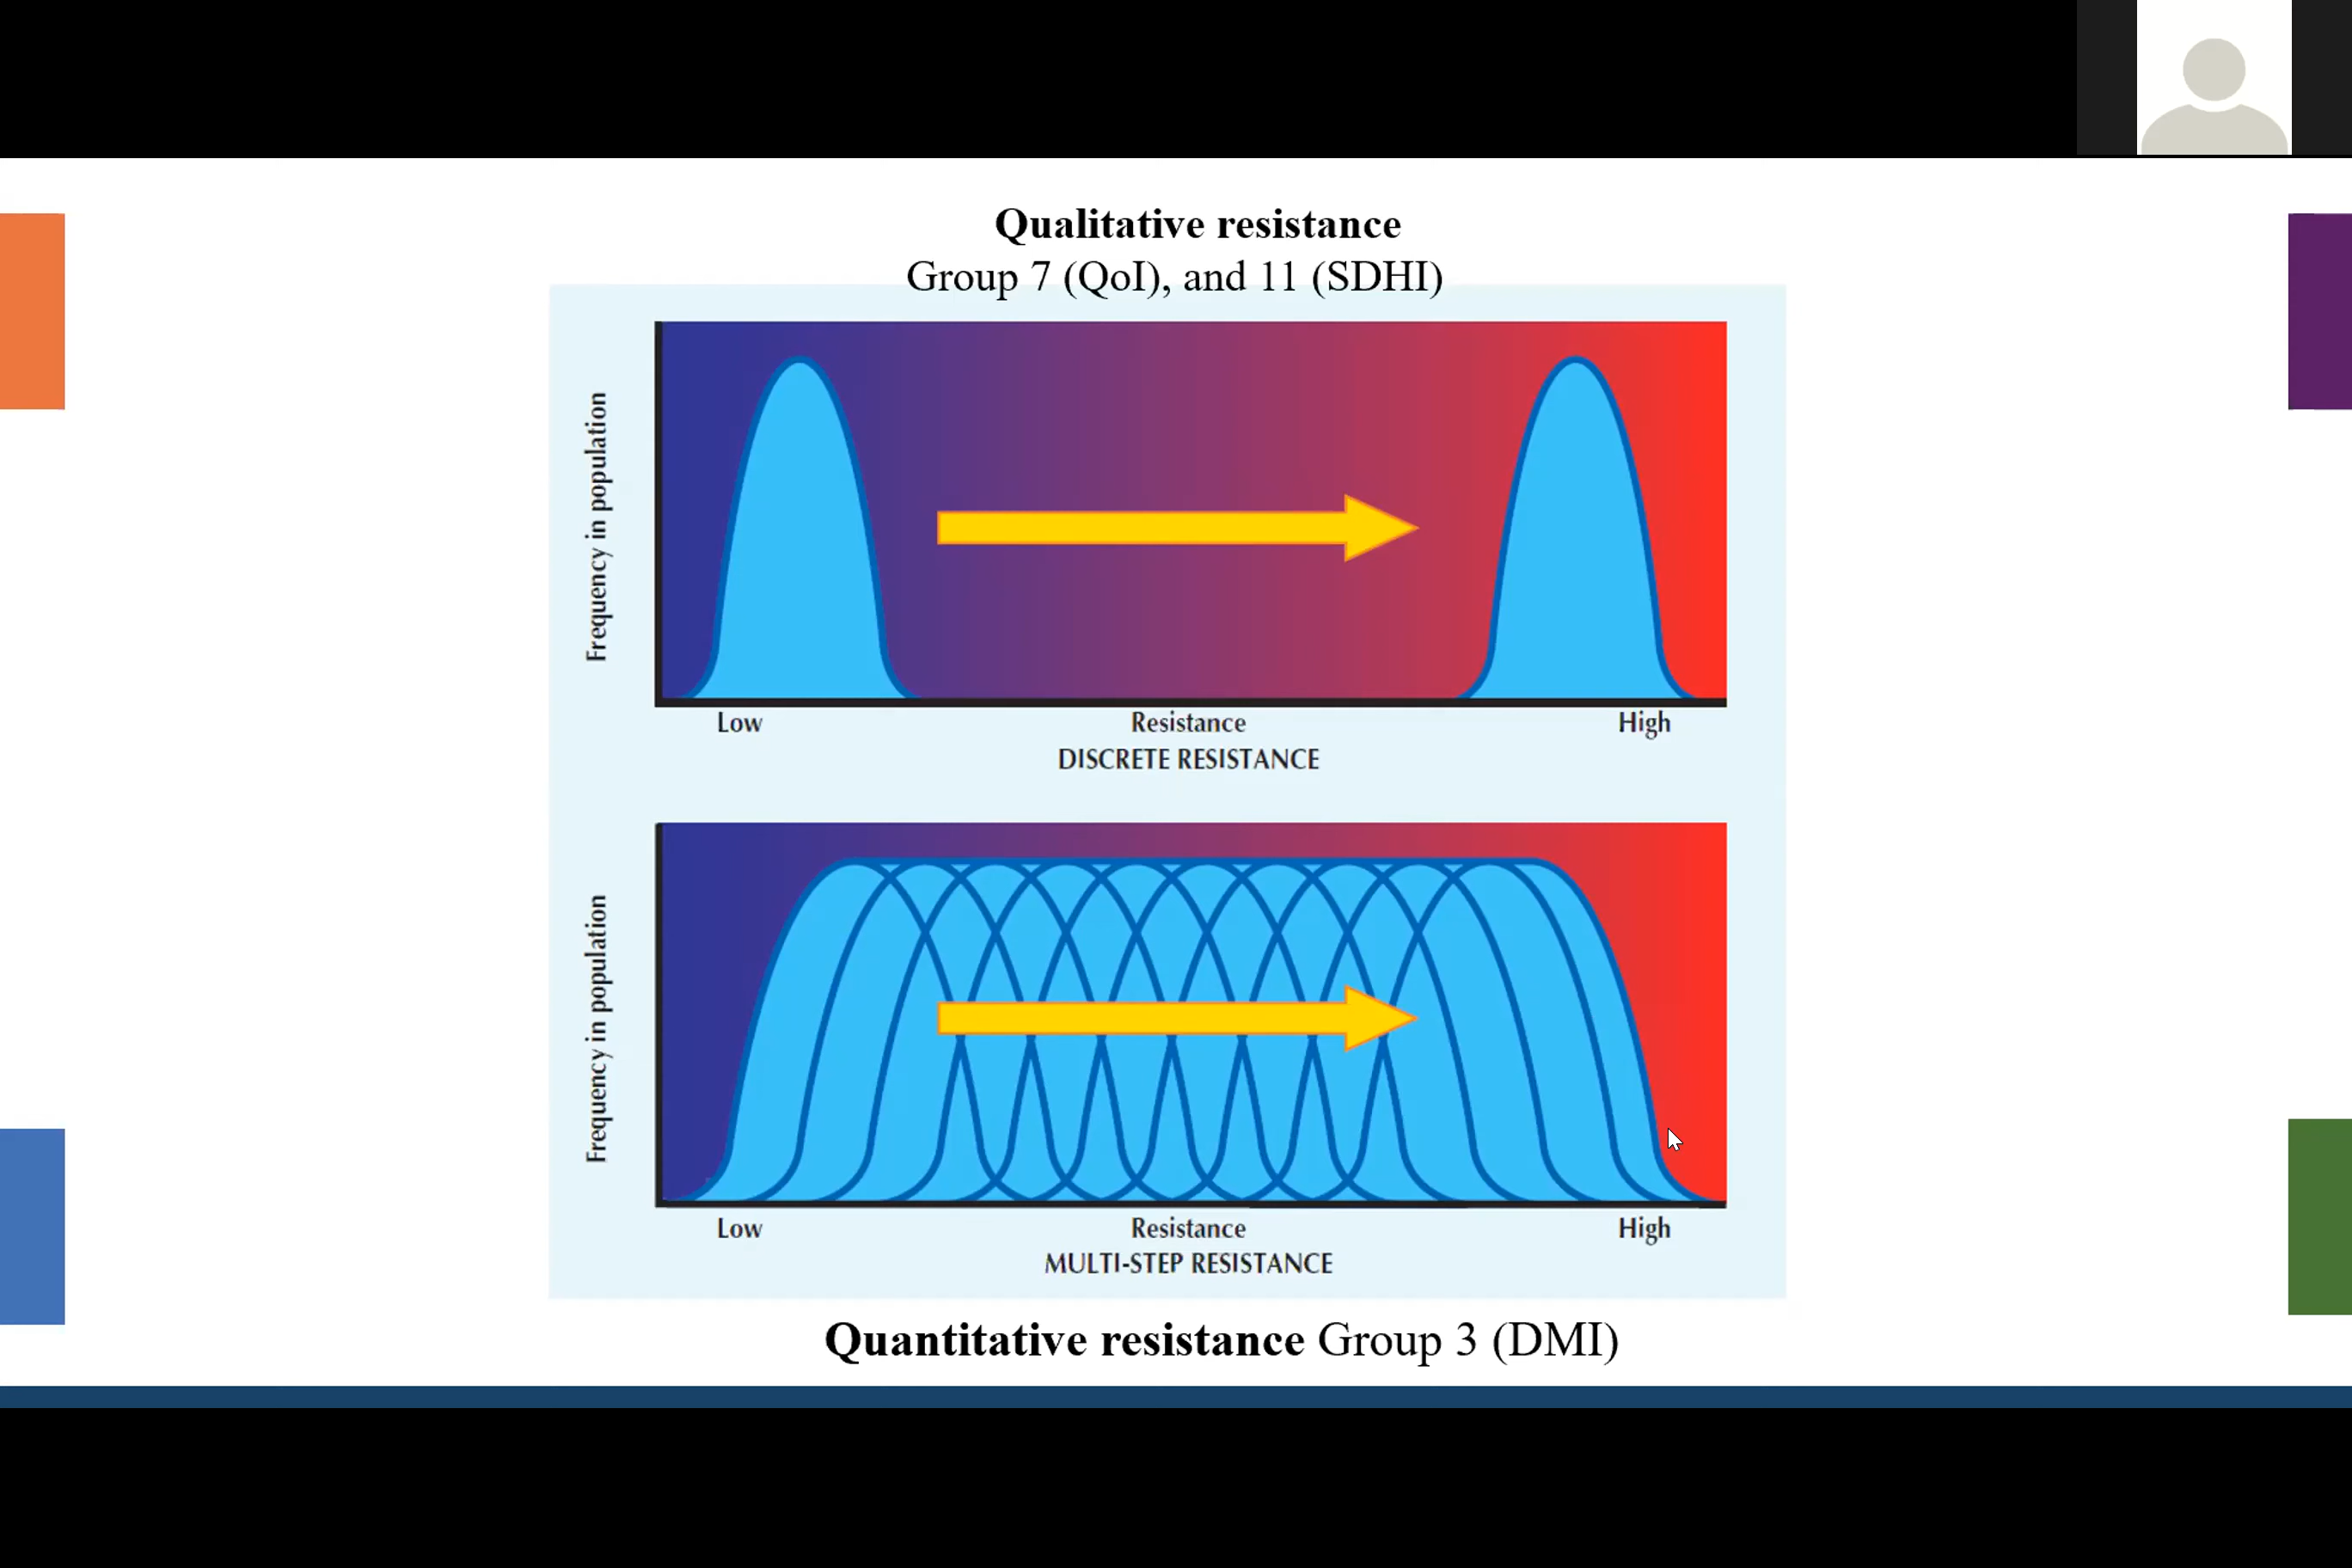 Qualitative resistance
Group 7 (QoI), and 11 (SDHI)
Frequency in population
Low Resistance High
DISCRETE RESISTANCE
Frequency in population
Low Resistance High
MULTI-STEP RESISTANCE
Quantitative resistance Group 3 (DMI)